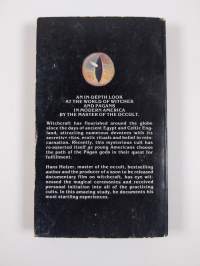 AN IN-DEPTH LOOK
AT THE WORLD OF WITCHES
AND PAGANS
IN MODERN AMERICA
BY THE MASTER OF THE OCCULT.
Witchcraft has flourished around the globe
since the days of ancient Egypt and Celtic Eng-
land, attracting numerous devotees with its
secretive rites, erotic rituals and belief in rein-
carnation. Recently, this mysterious cult has
re-asserted itself as young Americans choose
the path of the Pagan gods in their quest for
fulfillment.
Hans Holzer, master of the occult, bestselling
author and the producer of a soon to be released
documentary film on witchcraft, has eye wit-
nessed the magical ceremonies and received
personal initiation into all of the practicing
cults. In this amazing study, he documents his
most startling experiences.